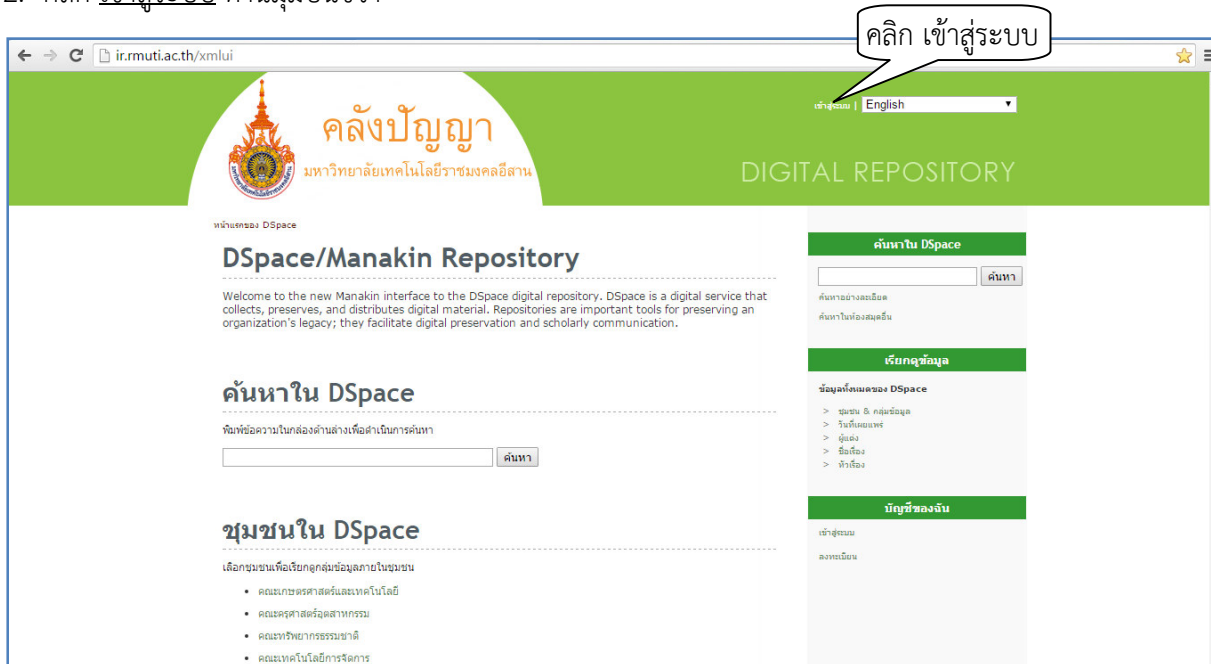 2. คลิก เข้าสู่ระบบ
คลิก เข้าสู่ระบบ
ir.rmuti.ac.th/xmlui
เข้าสู่ระบบ | English
คลังปัญญา
มหาวิทยาลัยเทคโนโลยีราชมงคลอีสาน
DIGITAL REPOSITORY
หน้าแรกของ DSpace
DSpace/Manakin Repository
Welcome to the new Manakin interface to the DSpace digital repository. DSpace is a digital service that
collects, preserves, and distributes digital material. Repositories are important tools for preserving an
organization's legacy; they facilitate digital preservation and scholarly communication.
ค้นหาใน DSpace
พิมพ์ข้อความในกล่องด้านล่างเพื่อดำเนินการค้นหา
ค้นหา
ชุมชนใน DSpace
เลือกชุมชนเพื่อเรียกดูกลุ่มข้อมูลภายในชุมชน
• คณะเกษตรศาสตร์และเทคโนโลยี
• คณะครุศาสตร์อุตสาหกรรม
• คณะทรัพยากรธรรมชาติ
• คณะเทคโนโลยีการจัดการ
ค้นหาใน DSpace
ค้นหา
ค้นหาอย่างละเอียด
ค้นหาในห้องสมุดอื่น
เรียกดูข้อมูล
ข้อมูลทั้งหมดของ DSpace
> ชุมชน & กลุ่มข้อมูล
> วันที่เผยแพร่
> ผู้แต่ง
> ชื่อเรื่อง
> หัวเรื่อง
บัญชีของฉัน
เข้าสู่ระบบ
ลงทะเบียน